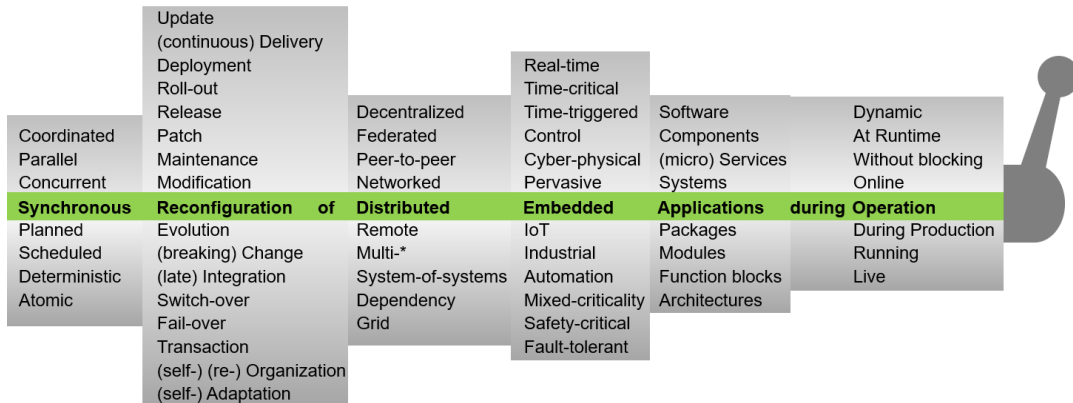 Coordinated
Parallel
Concurrent
Synchronous
Planned
Scheduled
Deterministic
Atomic
Update
(continuous) Delivery
Deployment
Roll-out
Release
Patch
Maintenance
Modification
Reconfiguration of
Evolution
(breaking) Change
(late) Integration
Switch-over
Fail-over
Transaction
(self-) (re-) Organization
(self-) Adaptation
Decentralized
Federated
Peer-to-peer
Networked
Distributed
Remote
Multi-*
System-of-systems
Dependency
Grid
Real-time
Time-critical
Time-triggered
Control
Cyber-physical
Pervasive
Embedded
IoT
Industrial
Automation
Mixed-criticality
Safety-critical
Fault-tolerant
Software
Components
(micro) Services
Systems
Applications
Packages
Modules
Function blocks
Architectures
during
Dynamic
At Runtime
Without blocking
Online
Operation
During Production
Running
Live